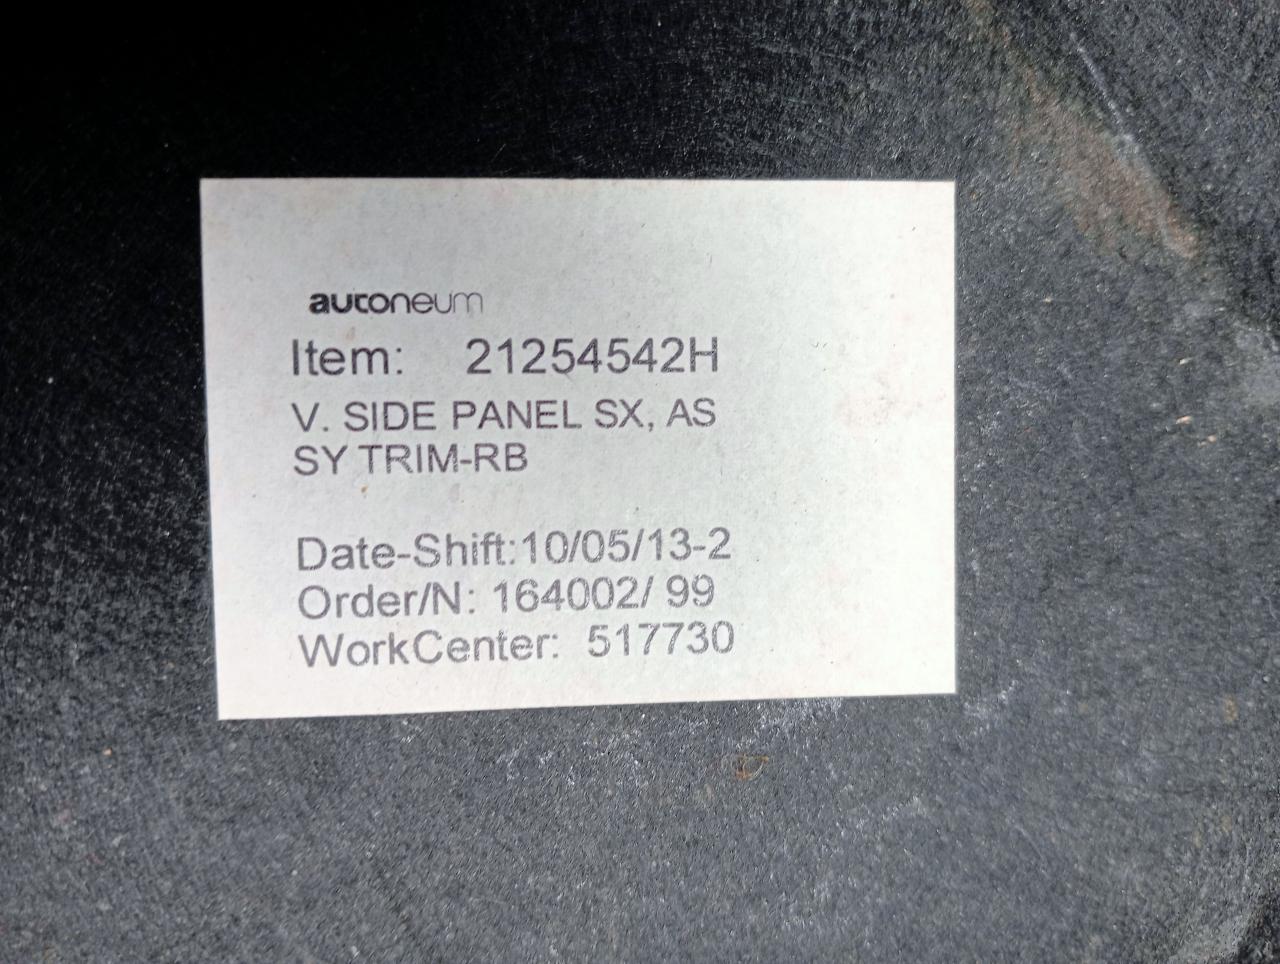 autoneum
Item: 21254542H
V. SIDE PANEL SX, AS
SY TRIM-RB
Date-Shift:10/05/13-2
Order/N: 164002/ 99
WorkCenter: 517730